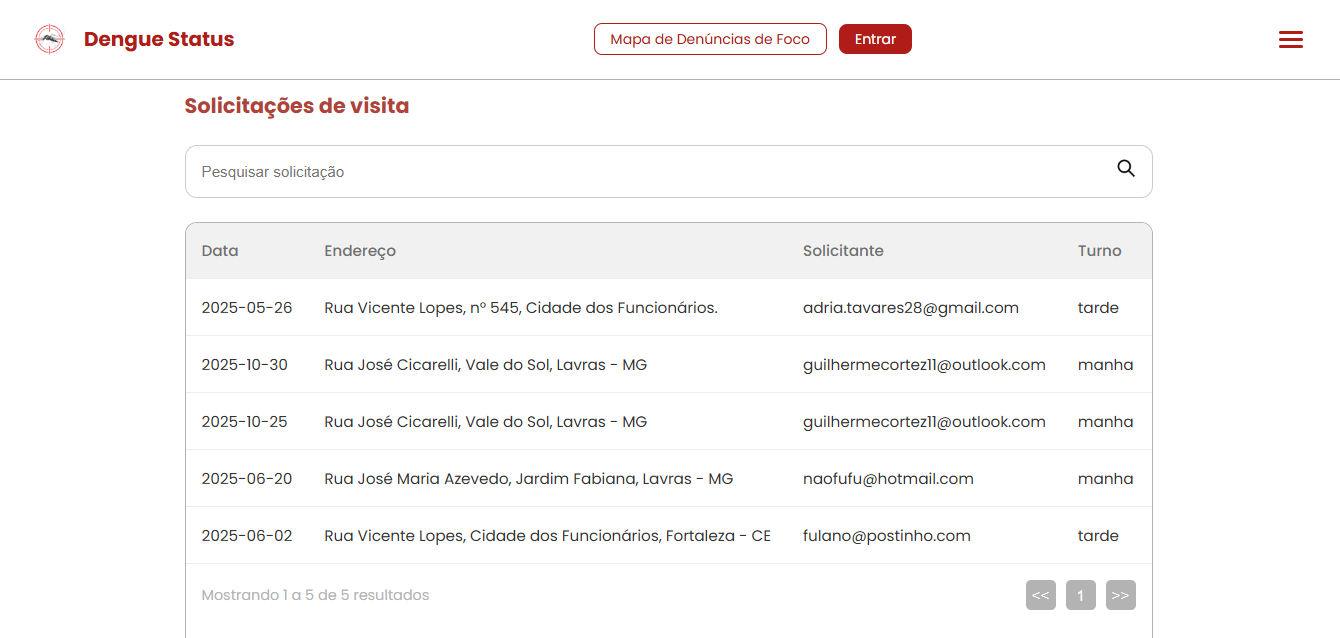 Dengue Status
Mapa de Denúncias de Foco
Entrar
Solicitações de visita
Pesquisar solicitação
Data Endereço Solicitante Turno
2025-05-26 Rua Vicente Lopes, nº 545, Cidade dos Funcionários. adria.tavares28@gmail.com tarde
2025-10-30 Rua José Cicarelli, Vale do Sol, Lavras - MG guilhermecortez11@outlook.com manha
2025-10-25 Rua José Cicarelli, Vale do Sol, Lavras - MG guilhermecortez11@outlook.com manha
2025-06-20 Rua José Maria Azevedo, Jardim Fabiana, Lavras - MG naofufu@hotmail.com manha
2025-06-02 Rua Vicente Lopes, Cidade dos Funcionários, Fortaleza - CE fulano@postinho.com tarde
Mostrando 1 a 5 de 5 resultados << 1 >>